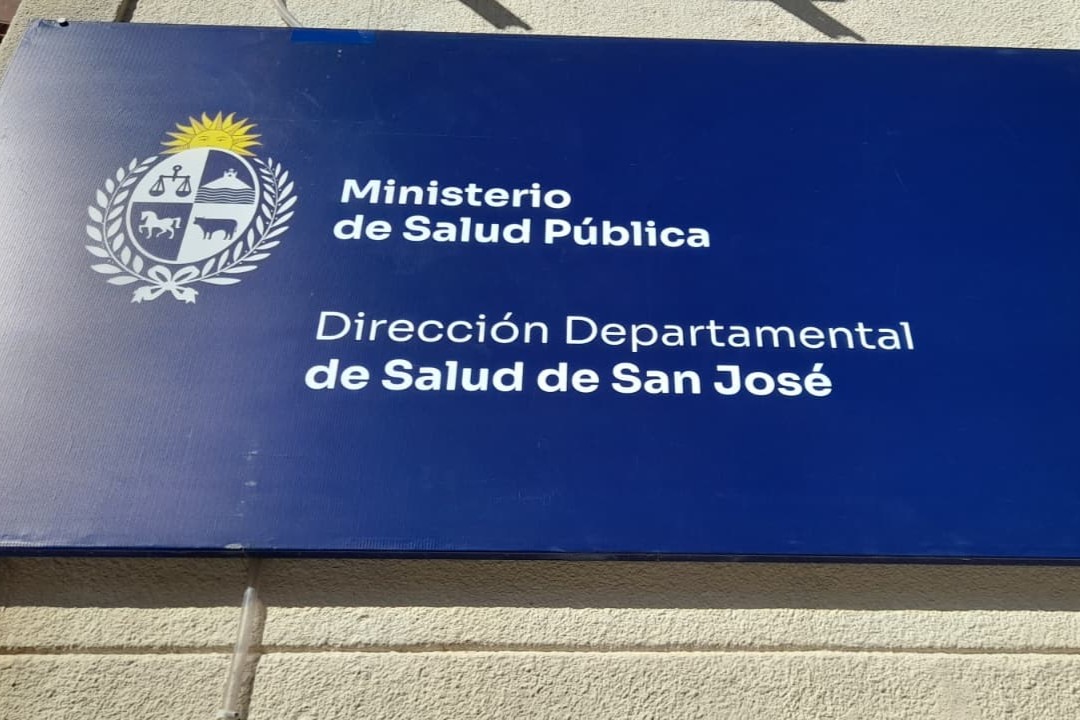 Ministerio
de Salud Pública
Dirección Departamental
de Salud de San José